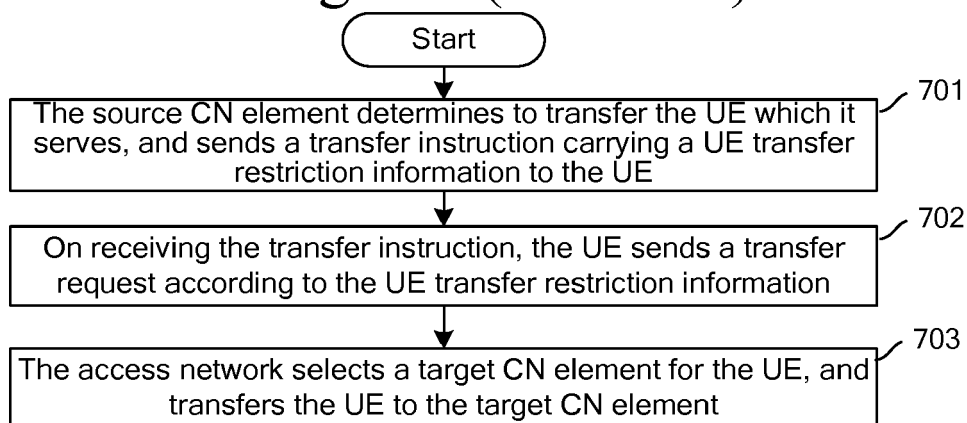 Start
701
The source CN element determines to transfer the UE which it
serves, and sends a transfer instruction carrying a UE transfer
restriction information to the UE
702
On receiving the transfer instruction, the UE sends a transfer
request according to the UE transfer restriction information
703
The access network selects a target CN element for the UE, and
transfers the UE to the target CN element